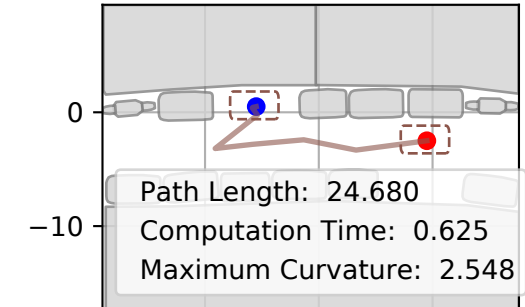 0
−10
Path Length: 24.680
Computation Time: 0.625
Maximum Curvature: 2.548